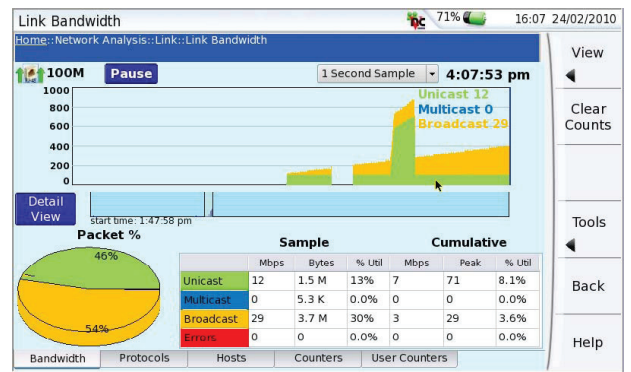 Link Bandwidth
71%
16:07 24/02/2010
Home::Network Analysis::Link::Link Bandwidth
100M
Pause
1 Second Sample
4:07:53 pm
1000
800
600
400
200
0
Unicast 12
Multicast 0
Broadcast 29
Detail
View
start time: 1:47:58 pm
Packet %
46%
54%
Sample
Cumulative
Mbps Bytes % Util Mbps Peak % Util
Unicast 12 1.5 M 13% 7 71 8.1%
Multicast 0 5.3 K 0.0% 0 0 0.0%
Broadcast 29 3.7 M 30% 3 29 3.6%
Errors 0 0 0.0% 0 0 0.0%
Bandwidth
Protocols
Hosts
Counters
User Counters
View
Clear
Counts
Tools
Back
Help